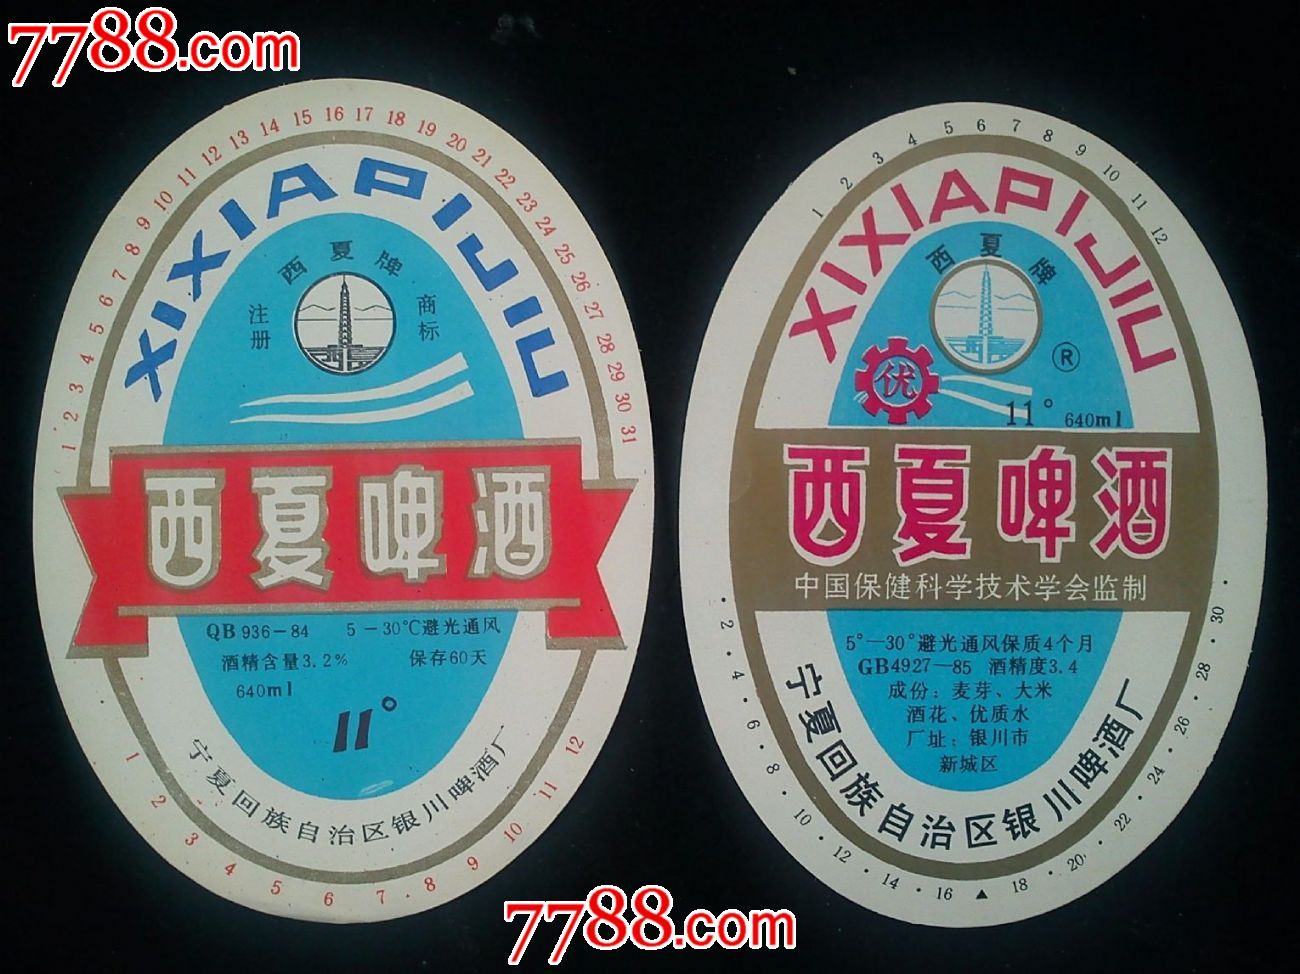 7788.com
1 2 3 4 5 6 7 8 9 10 11 12 13 14 15 16 17 18 19 20 21 22 23 24 25 26 27 28 29 30 31
XIXIAPIJIU
西夏牌
注册 商标
西夏啤酒
QB 936-84 5-30℃避光通风
酒精含量3.2% 保存60天
640ml
11°
宁夏回族自治区银川啤酒厂
1 2 3 4 5 6 7 8 9 10 11 12
1 2 3 4 5 6 7 8 9 10 11 12
XIXIAPIJIU
西夏牌
®
优
11° 640ml
西夏啤酒
中国保健科学技术学会监制
5°—30°避光通风保质4个月
GB4927—85 酒精度3.4
成份：麦芽、大米
酒花、优质水
厂址：银川市
新城区
宁夏回族自治区银川啤酒厂
·2·4·6·8·10·12·14·16▲18·20·22·24·26·28·30·
7788.com